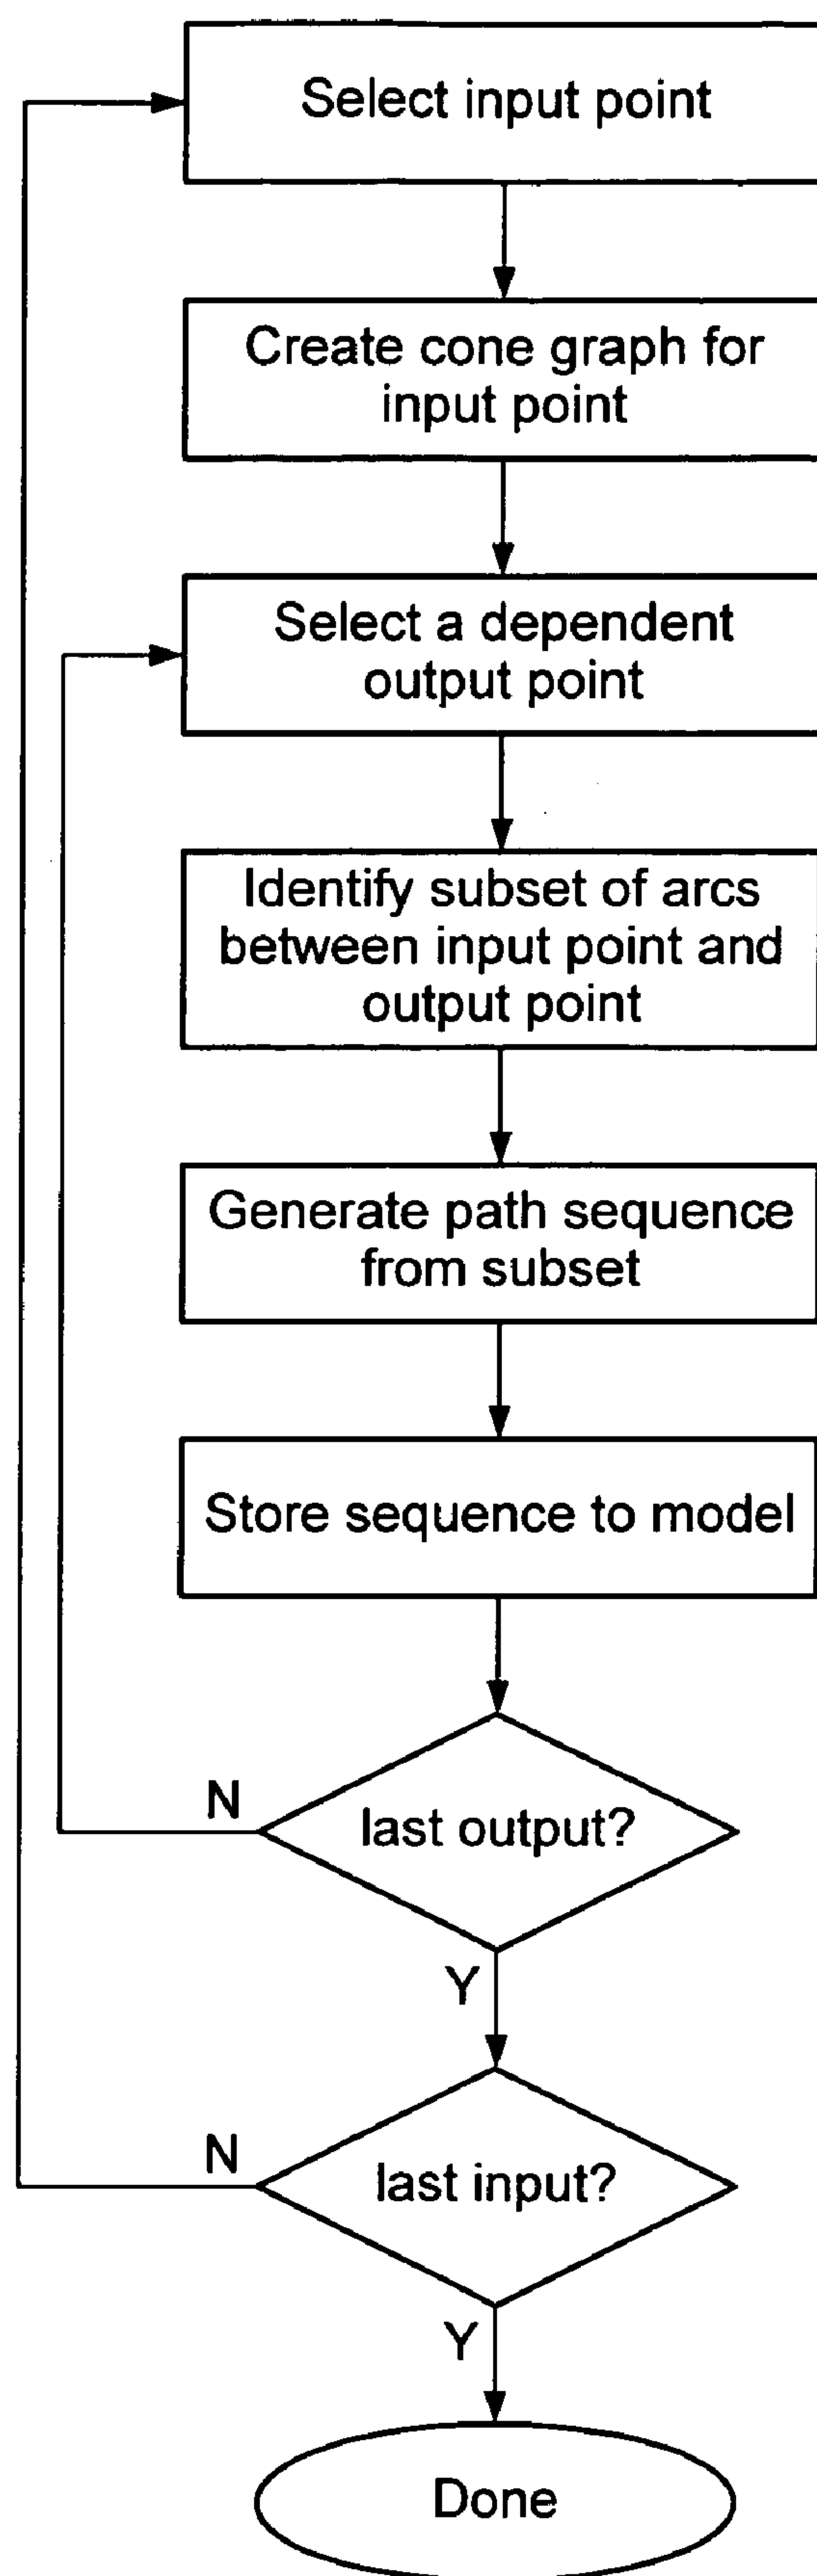 Select input point
Create cone graph for
input point
Select a dependent
output point
Identify subset of arcs
between input point and
output point
Generate path sequence
from subset
Store sequence to model
N
last output?
Y
N
last input?
Y
Done